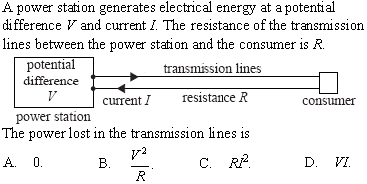 A power station generates electrical energy at a potential
difference V and current I. The resistance of the transmission
lines between the power station and the consumer is R.
potential
difference
V
transmission lines
current I
resistance R
consumer
power station
The power lost in the transmission lines is
A. 0. B. V²/R. C. RI². D. VI.